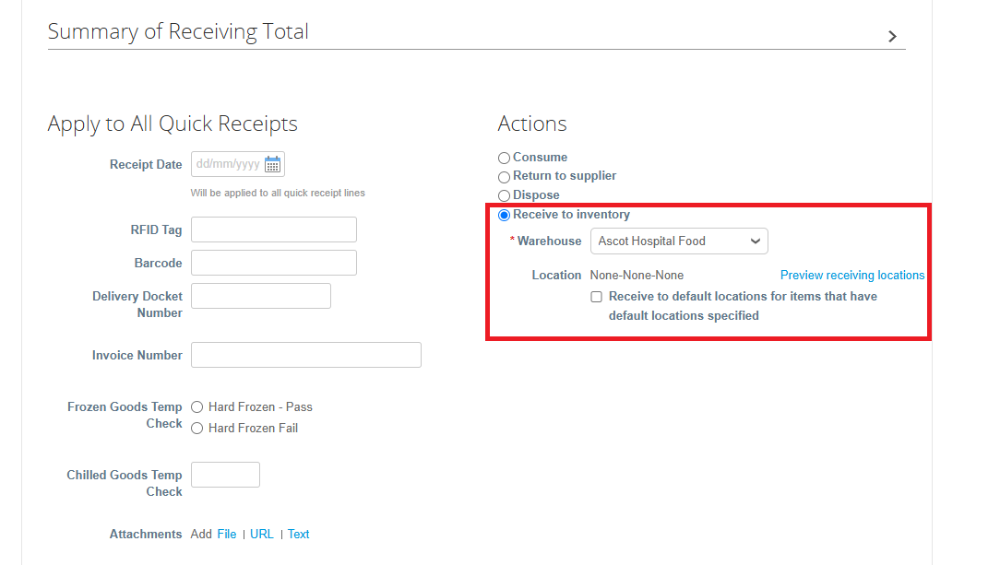 Summary of Receiving Total
Apply to All Quick Receipts
Receipt Date dd/mm/yyyy
Will be applied to all quick receipt lines
RFID Tag
Barcode
Delivery Docket
Number
Invoice Number
Frozen Goods Temp
Check
Hard Frozen - Pass
Hard Frozen Fail
Chilled Goods Temp
Check
Attachments Add File | URL | Text
Actions
Consume
Return to supplier
Dispose
Receive to inventory
* Warehouse Ascot Hospital Food
Location None-None-None Preview receiving locations
Receive to default locations for items that have
default locations specified